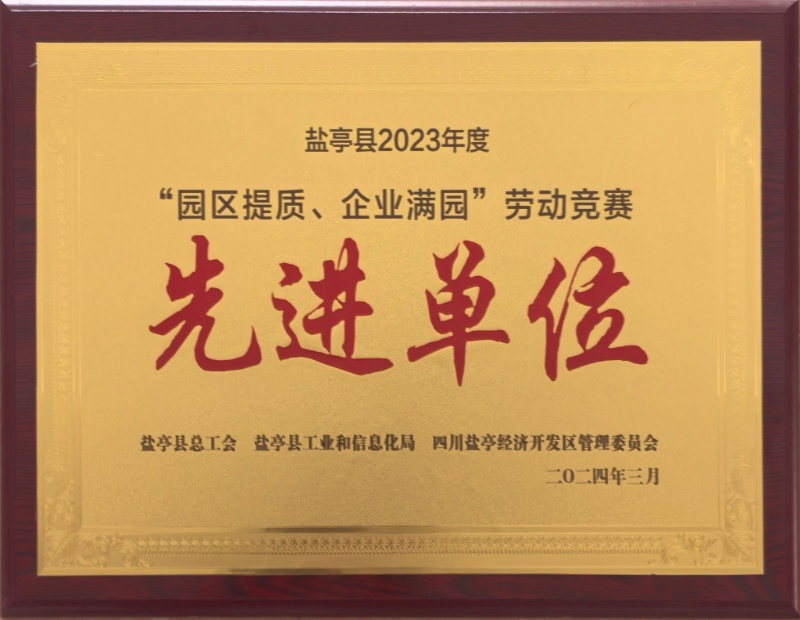 盐亭县2023年度
“园区提质、企业满园”劳动竞赛
先进单位
盐亭县总工会 盐亭县工业和信息化局 四川盐亭经济开发区管理委员会
二〇二四年三月